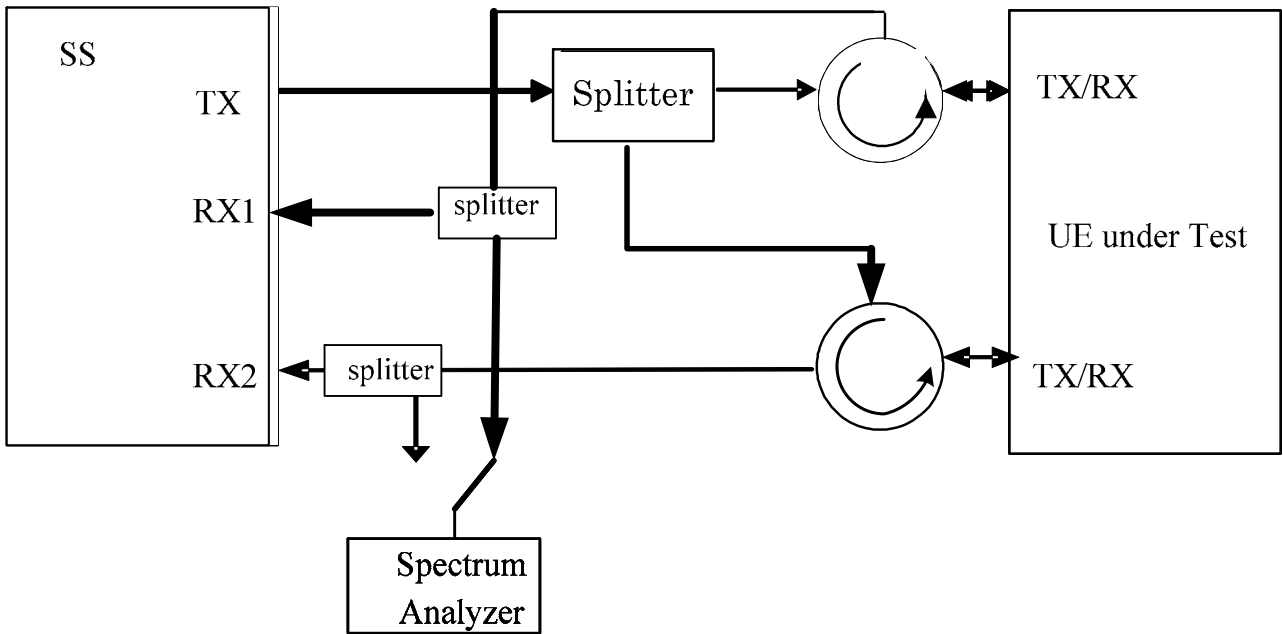 SS
TX
Splitter
TX/RX
RX1
splitter
UE under Test
RX2
splitter
TX/RX
Spectrum
Analyzer